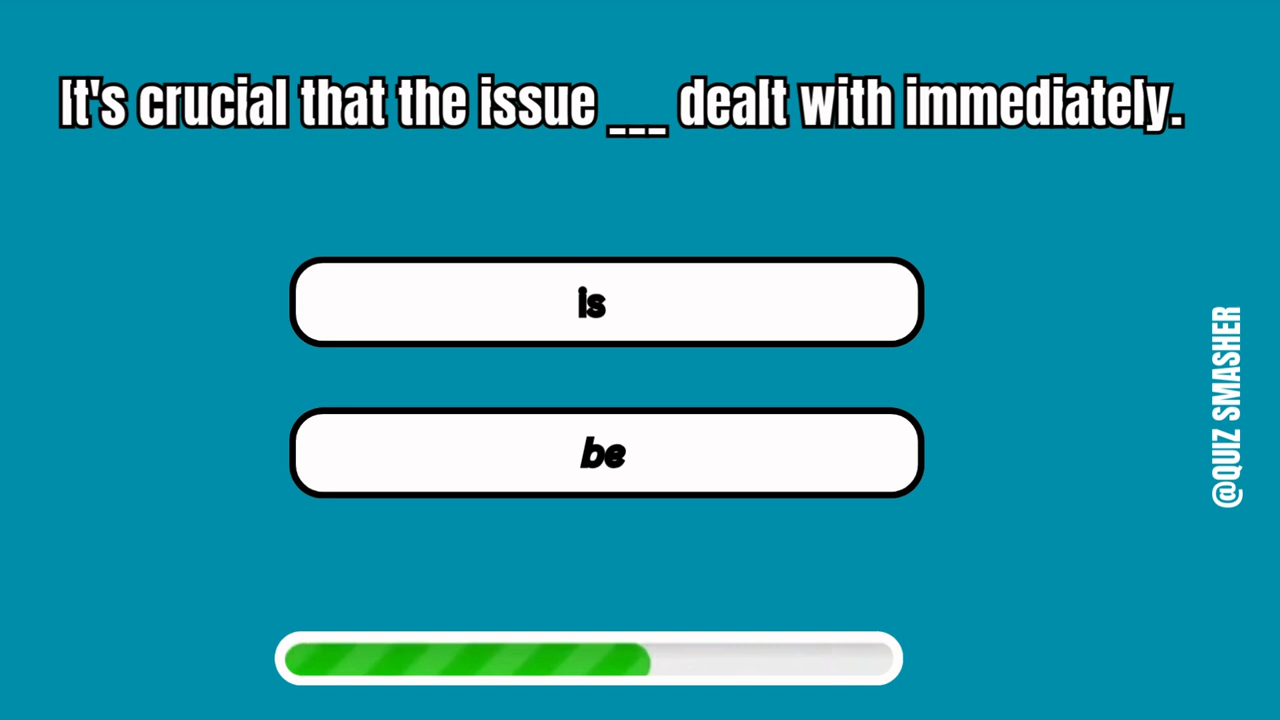 It's crucial that the issue ___ dealt with immediately.
is
be
@QUIZ SMASHER